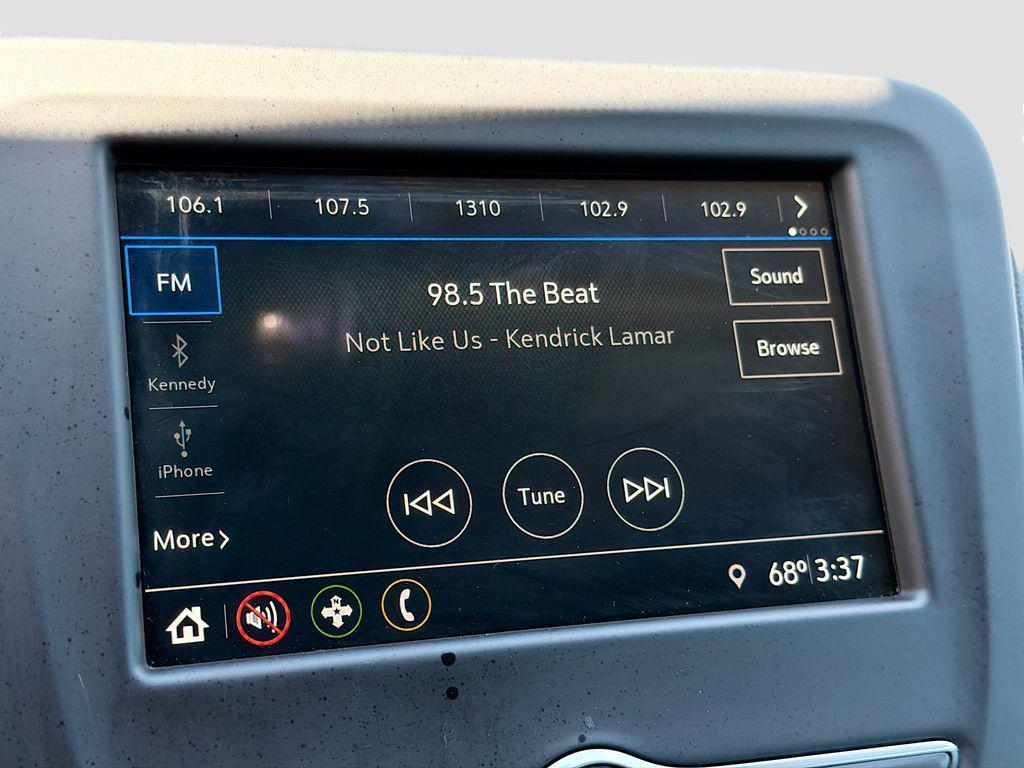 106.1 107.5 1310 102.9 102.9
FM
98.5 The Beat
Sound
Not Like Us - Kendrick Lamar
Browse
Kennedy
iPhone
Tune
More
68° 3:37
N